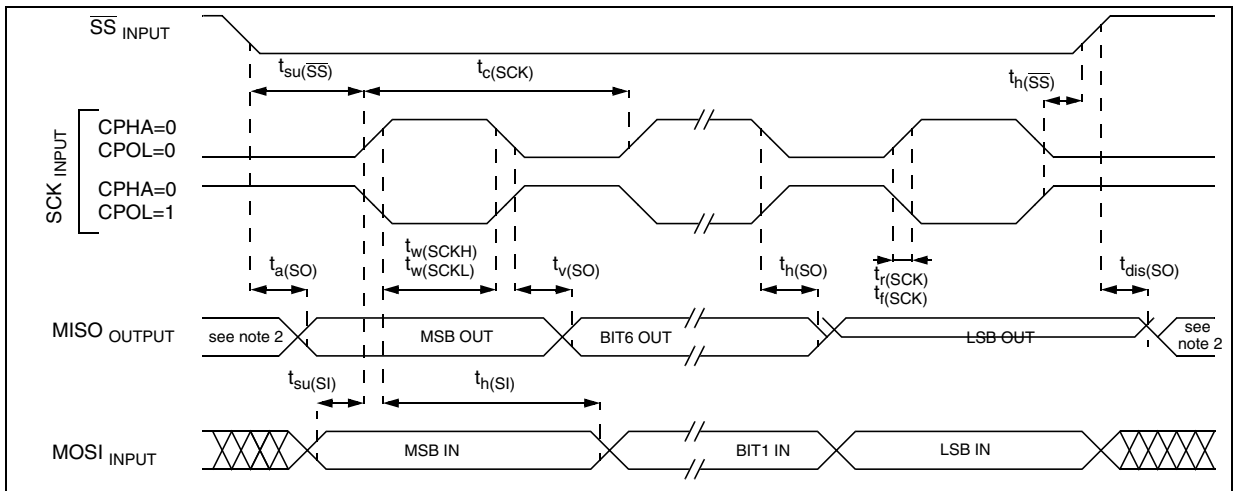 SS INPUT
tsu(SS) tc(SCK) th(SS)
SCK INPUT
CPHA=0
CPOL=0
CPHA=0
CPOL=1
ta(SO) tw(SCKH) tv(SO) th(SO) tr(SCK) tdis(SO)
tw(SCKL) tf(SCK)
MISO OUTPUT see note 2 MSB OUT BIT6 OUT LSB OUT see note 2
tsu(SI) th(SI)
MOSI INPUT MSB IN BIT1 IN LSB IN